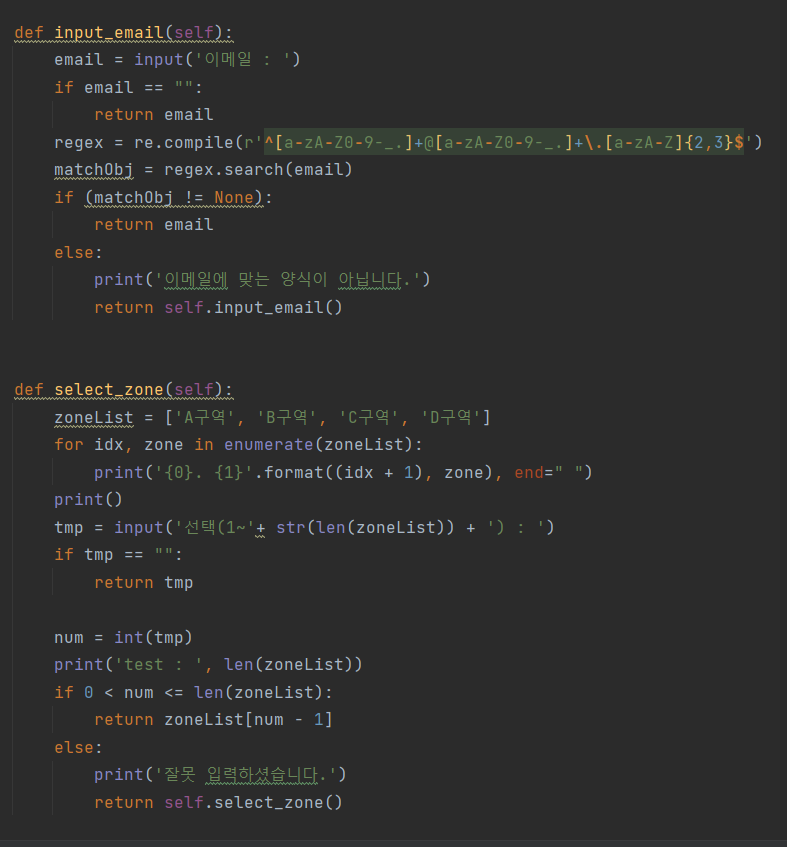 def input_email(self):
    email = input('이메일 : ')
    if email == "":
        return email
    regex = re.compile(r'^[a-zA-Z0-9-_.]+@[a-zA-Z0-9-_.]+\.[a-zA-Z]{2,3}$')
    matchObj = regex.search(email)
    if (matchObj != None):
        return email
    else:
        print('이메일에 맞는 양식이 아닙니다.')
        return self.input_email()
def select_zone(self):
    zoneList = ['A구역', 'B구역', 'C구역', 'D구역']
    for idx, zone in enumerate(zoneList):
        print('{0}. {1}'.format((idx + 1), zone), end=" ")
    print()
    tmp = input('선택(1~'+ str(len(zoneList)) + ') : ')
    if tmp == "":
        return tmp
    num = int(tmp)
    print('test : ', len(zoneList))
    if 0 < num <= len(zoneList):
        return zoneList[num - 1]
    else:
        print('잘못 입력하셨습니다.')
        return self.select_zone()